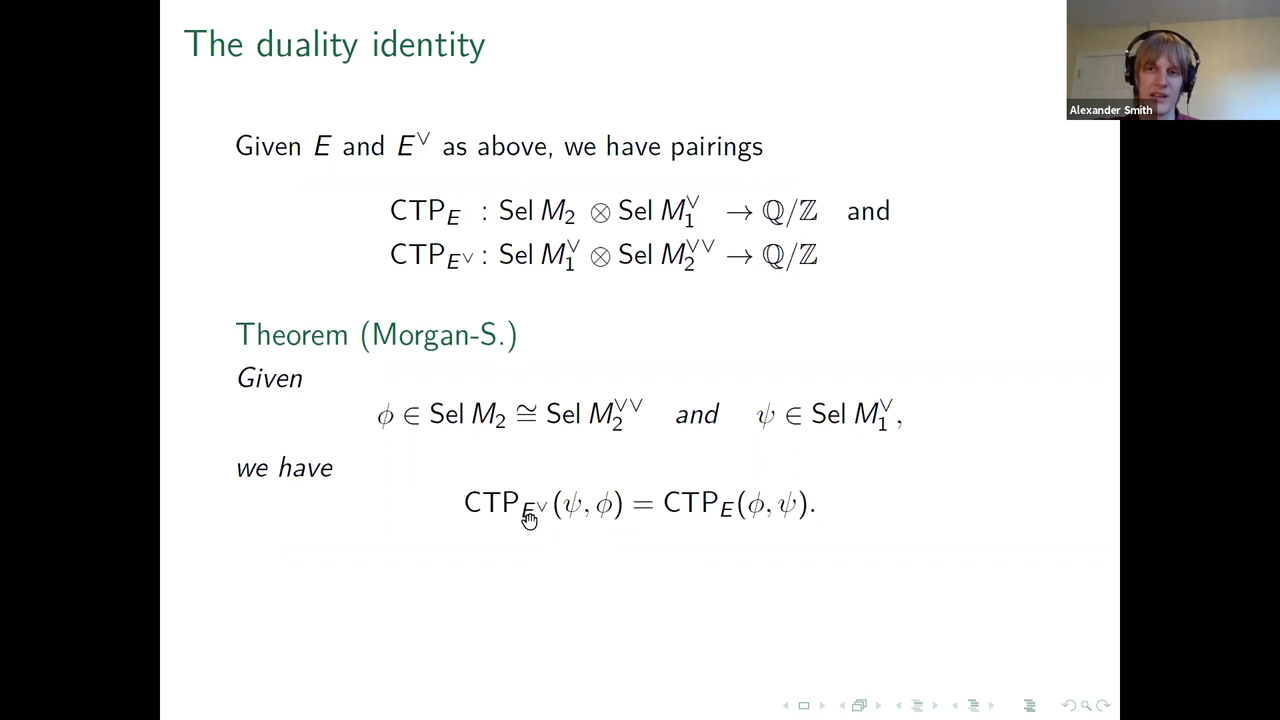 The duality identity
Alexander Smith
Given E and E^∨ as above, we have pairings
CTP_E : Sel M_2 ⊗ Sel M_1^∨ → ℚ/ℤ and
CTP_{E^∨} : Sel M_1^∨ ⊗ Sel M_2^{∨∨} → ℚ/ℤ
Theorem (Morgan-S.)
Given
ϕ ∈ Sel M_2 ≅ Sel M_2^{∨∨} and ψ ∈ Sel M_1^∨,
we have
CTP_{E^∨}(ψ, ϕ) = CTP_E(ϕ, ψ).